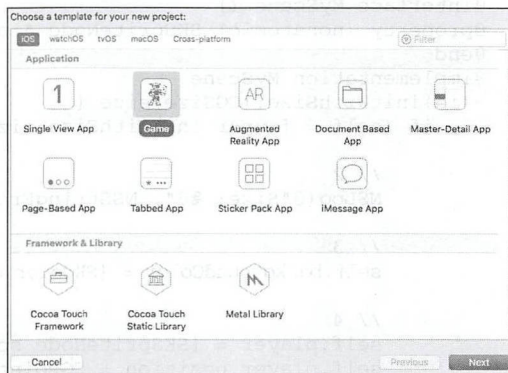 Choose a template for your new project:
iOS watchOS tvOS macOS Cross-platform Filter
Application
1
AR
Single View App Game Augmented Reality App Document Based App Master-Detail App
Page-Based App Tabbed App Sticker Pack App iMessage App
Framework & Library
Cocoa Touch Framework Cocoa Touch Static Library Metal Library
Cancel Previous Next